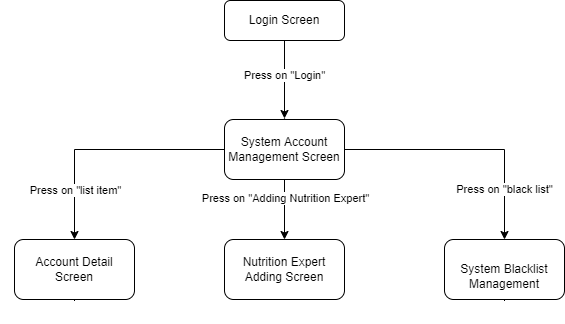 Login Screen
Press on "Login"
System Account
Management Screen
Press on "list item"
Press on "Adding Nutrition Expert"
Press on "black list"
Account Detail
Screen
Nutrition Expert
Adding Screen
System Blacklist
Management